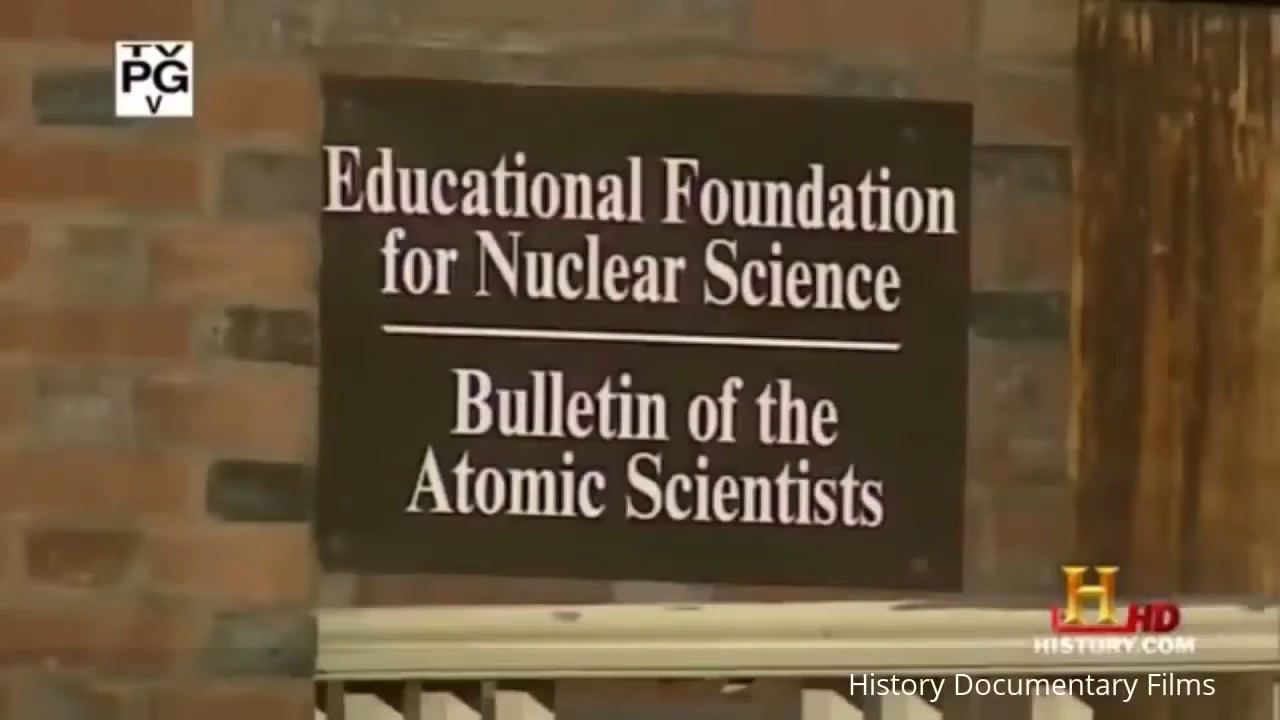 TV
PG
V
Educational Foundation
for Nuclear Science
Bulletin of the
Atomic Scientists
H HD
HISTORY.COM
History Documentary Films